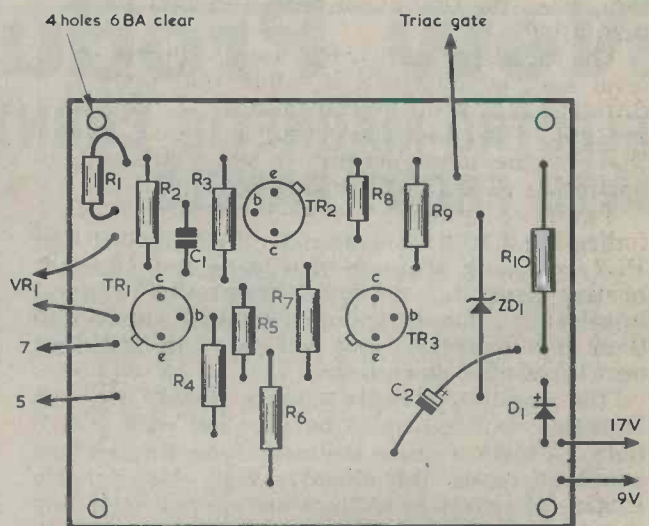 4 holes 6BA clear
Triac gate
R1
R2
R3
e
b
c
TR2
R8
R9
C1
R10
VR1
TR1
c
b
e
R5
R7
c
b
e
TR3
ZD1
7
R4
C2
+
D1
+
5
R6
17V
9V